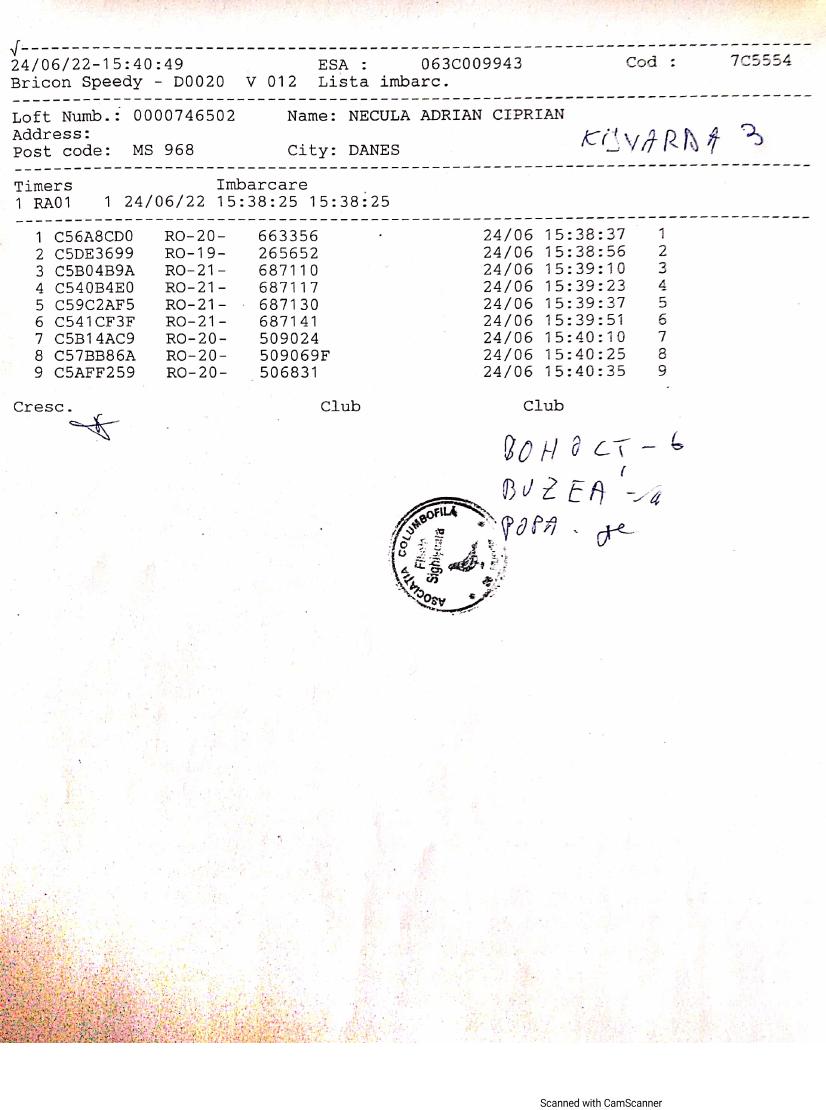 24/06/22-15:40:49 ESA : 063C009943 Cod : 7C5554
Bricon Speedy - D0020 V 012 Lista imbarc.
Loft Numb.: 0000746502 Name: NECULA ADRIAN CIPRIAN
Address:
Post code: MS 968 City: DANES
KISVARDA 3
Timers Imbarcare
1 RA01 1 24/06/22 15:38:25 15:38:25
1 C56A8CD0 RO-20- 663356 24/06 15:38:37 1
2 C5DE3699 RO-19- 265652 24/06 15:38:56 2
3 C5B04B9A RO-21- 687110 24/06 15:39:10 3
4 C540B4E0 RO-21- 687117 24/06 15:39:23 4
5 C59C2AF5 RO-21- 687130 24/06 15:39:37 5
6 C541CF3F RO-21- 687141 24/06 15:39:51 6
7 C5B14AC9 RO-20- 509024 24/06 15:40:10 7
8 C57BB86A RO-20- 509069F 24/06 15:40:25 8
9 C5AFF259 RO-20- 506831 24/06 15:40:35 9
Cresc. Club Club
BUZEA
POPA
ASOCIAȚIA COLUMBOFILĂ
Filiala
Sighișoara
Scanned with CamScanner